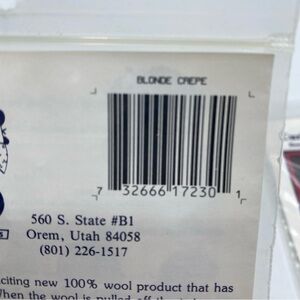 BLONDE CREPE
7 32666 17230 1
560 S. State #B1
Orem, Utah 84058
(801) 226-1517
citing new 100% wool product that has
When the wool is pulled off the